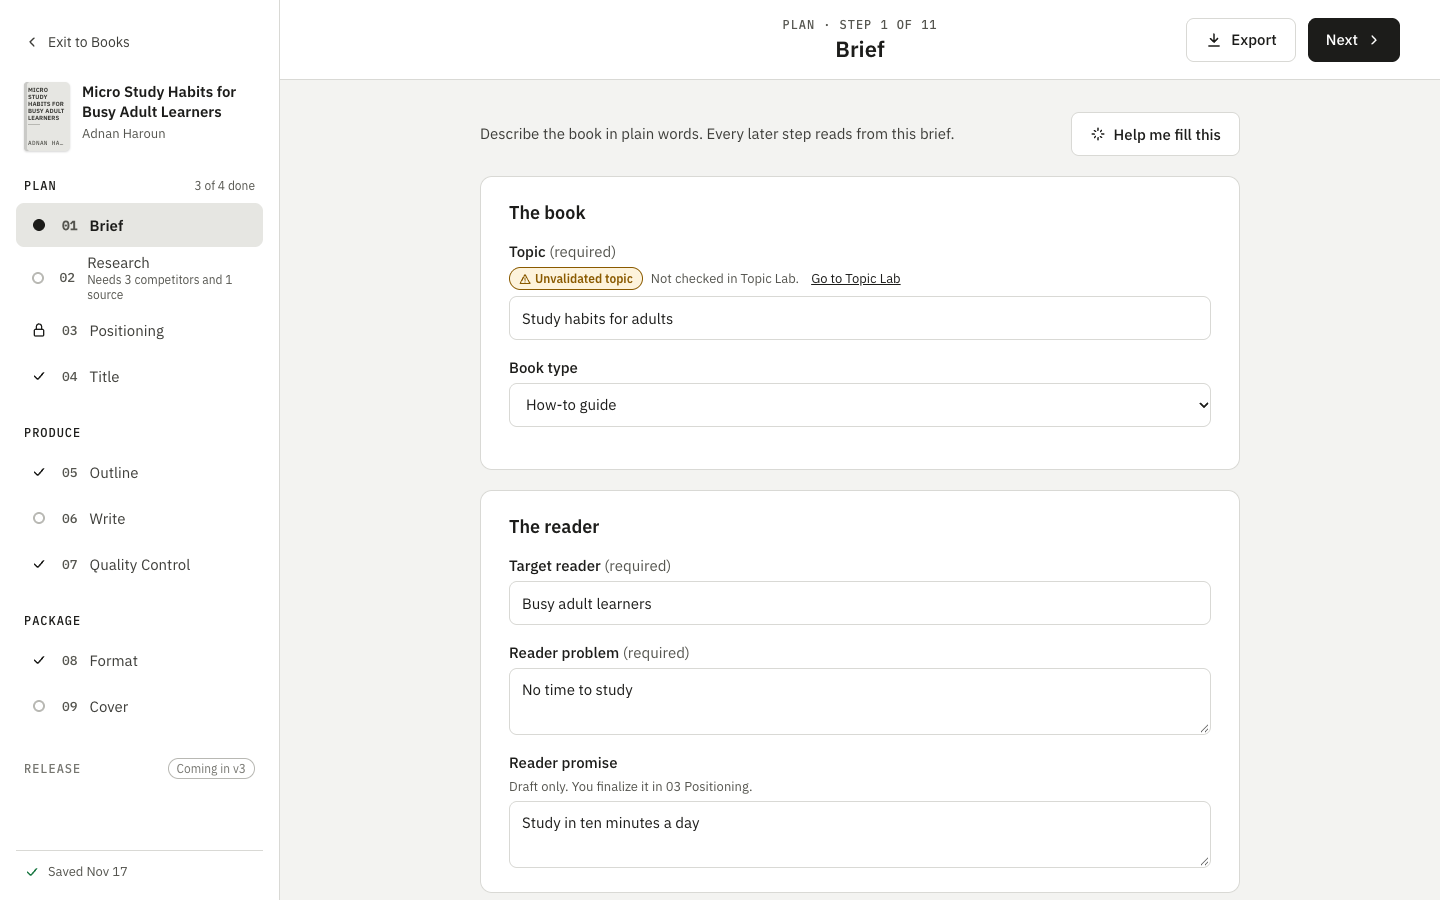 Exit to Books
MICRO
STUDY
HABITS FOR
BUSY ADULT
LEARNERS
ADNAN HA…
Micro Study Habits for
Busy Adult Learners
Adnan Haroun
PLAN
3 of 4 done
01 Brief
02 Research
Needs 3 competitors and 1
source
03 Positioning
04 Title
PRODUCE
05 Outline
06 Write
07 Quality Control
PACKAGE
08 Format
09 Cover
RELEASE
Coming in v3
Saved Nov 17
PLAN · STEP 1 OF 11
Brief
Export
Next
Describe the book in plain words. Every later step reads from this brief.
Help me fill this
The book
Topic (required)
Unvalidated topic Not checked in Topic Lab. Go to Topic Lab
Study habits for adults
Book type
How-to guide
The reader
Target reader (required)
Busy adult learners
Reader problem (required)
No time to study
Reader promise
Draft only. You finalize it in 03 Positioning.
Study in ten minutes a day